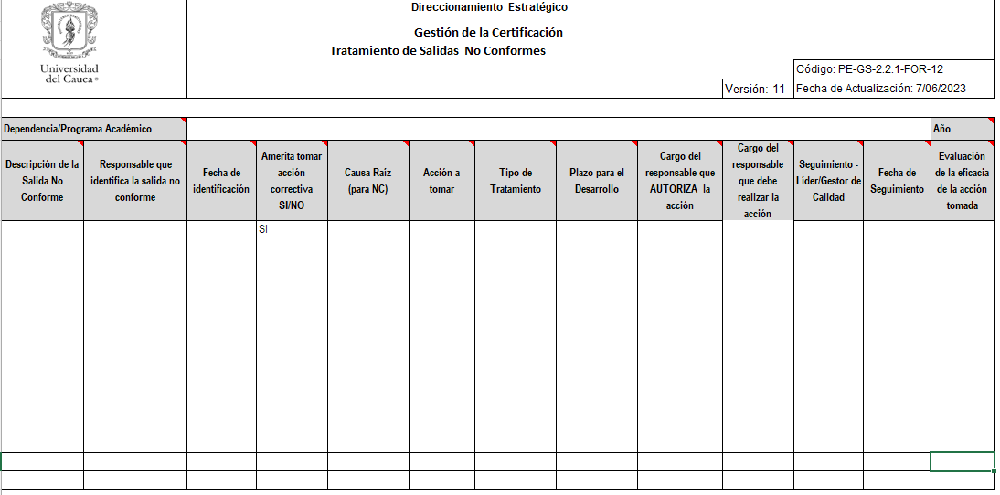 Direccionamiento Estratégico
Gestión de la Certificación
Tratamiento de Salidas No Conformes
Universidad
del Cauca
Código: PE-GS-2.2.1-FOR-12
Versión: 11
Fecha de Actualización: 7/06/2023
Dependencia/Programa Académico
Año
Descripción de la
Salida No
Conforme
Responsable que
identifica la salida no
conforme
Fecha de
identificación
Amerita tomar
acción
correctiva
SI/NO
Causa Raíz
(para NC)
Acción a
tomar
Tipo de
Tratamiento
Plazo para el
Desarrollo
Cargo del
responsable que
AUTORIZA la
acción
Cargo del
responsable
que debe
realizar la
acción
Seguimiento -
Lider/Gestor de
Calidad
Fecha de
Seguimiento
Evaluación
de la eficacia
de la acción
tomada
SI